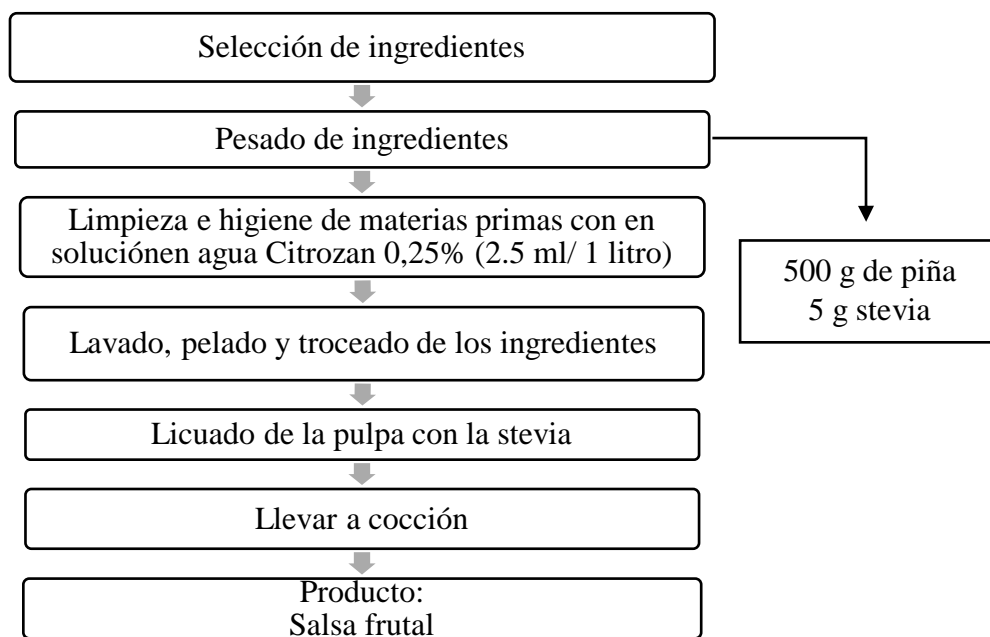 Selección de ingredientes
Pesado de ingredientes
Limpieza e higiene de materias primas con en
soluciónen agua Citrozan 0,25% (2.5 ml/ 1 litro)
500 g de piña
5 g stevia
Lavado, pelado y troceado de los ingredientes
Licuado de la pulpa con la stevia
Llevar a cocción
Producto:
Salsa frutal